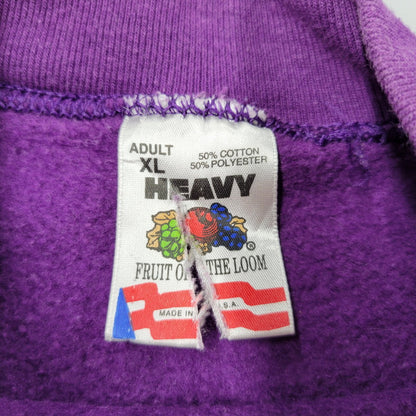 ADULT
XL
50% COTTON
50% POLYESTER
HEAVY
®
FRUIT OF THE LOOM
MADE IN U.S.A.